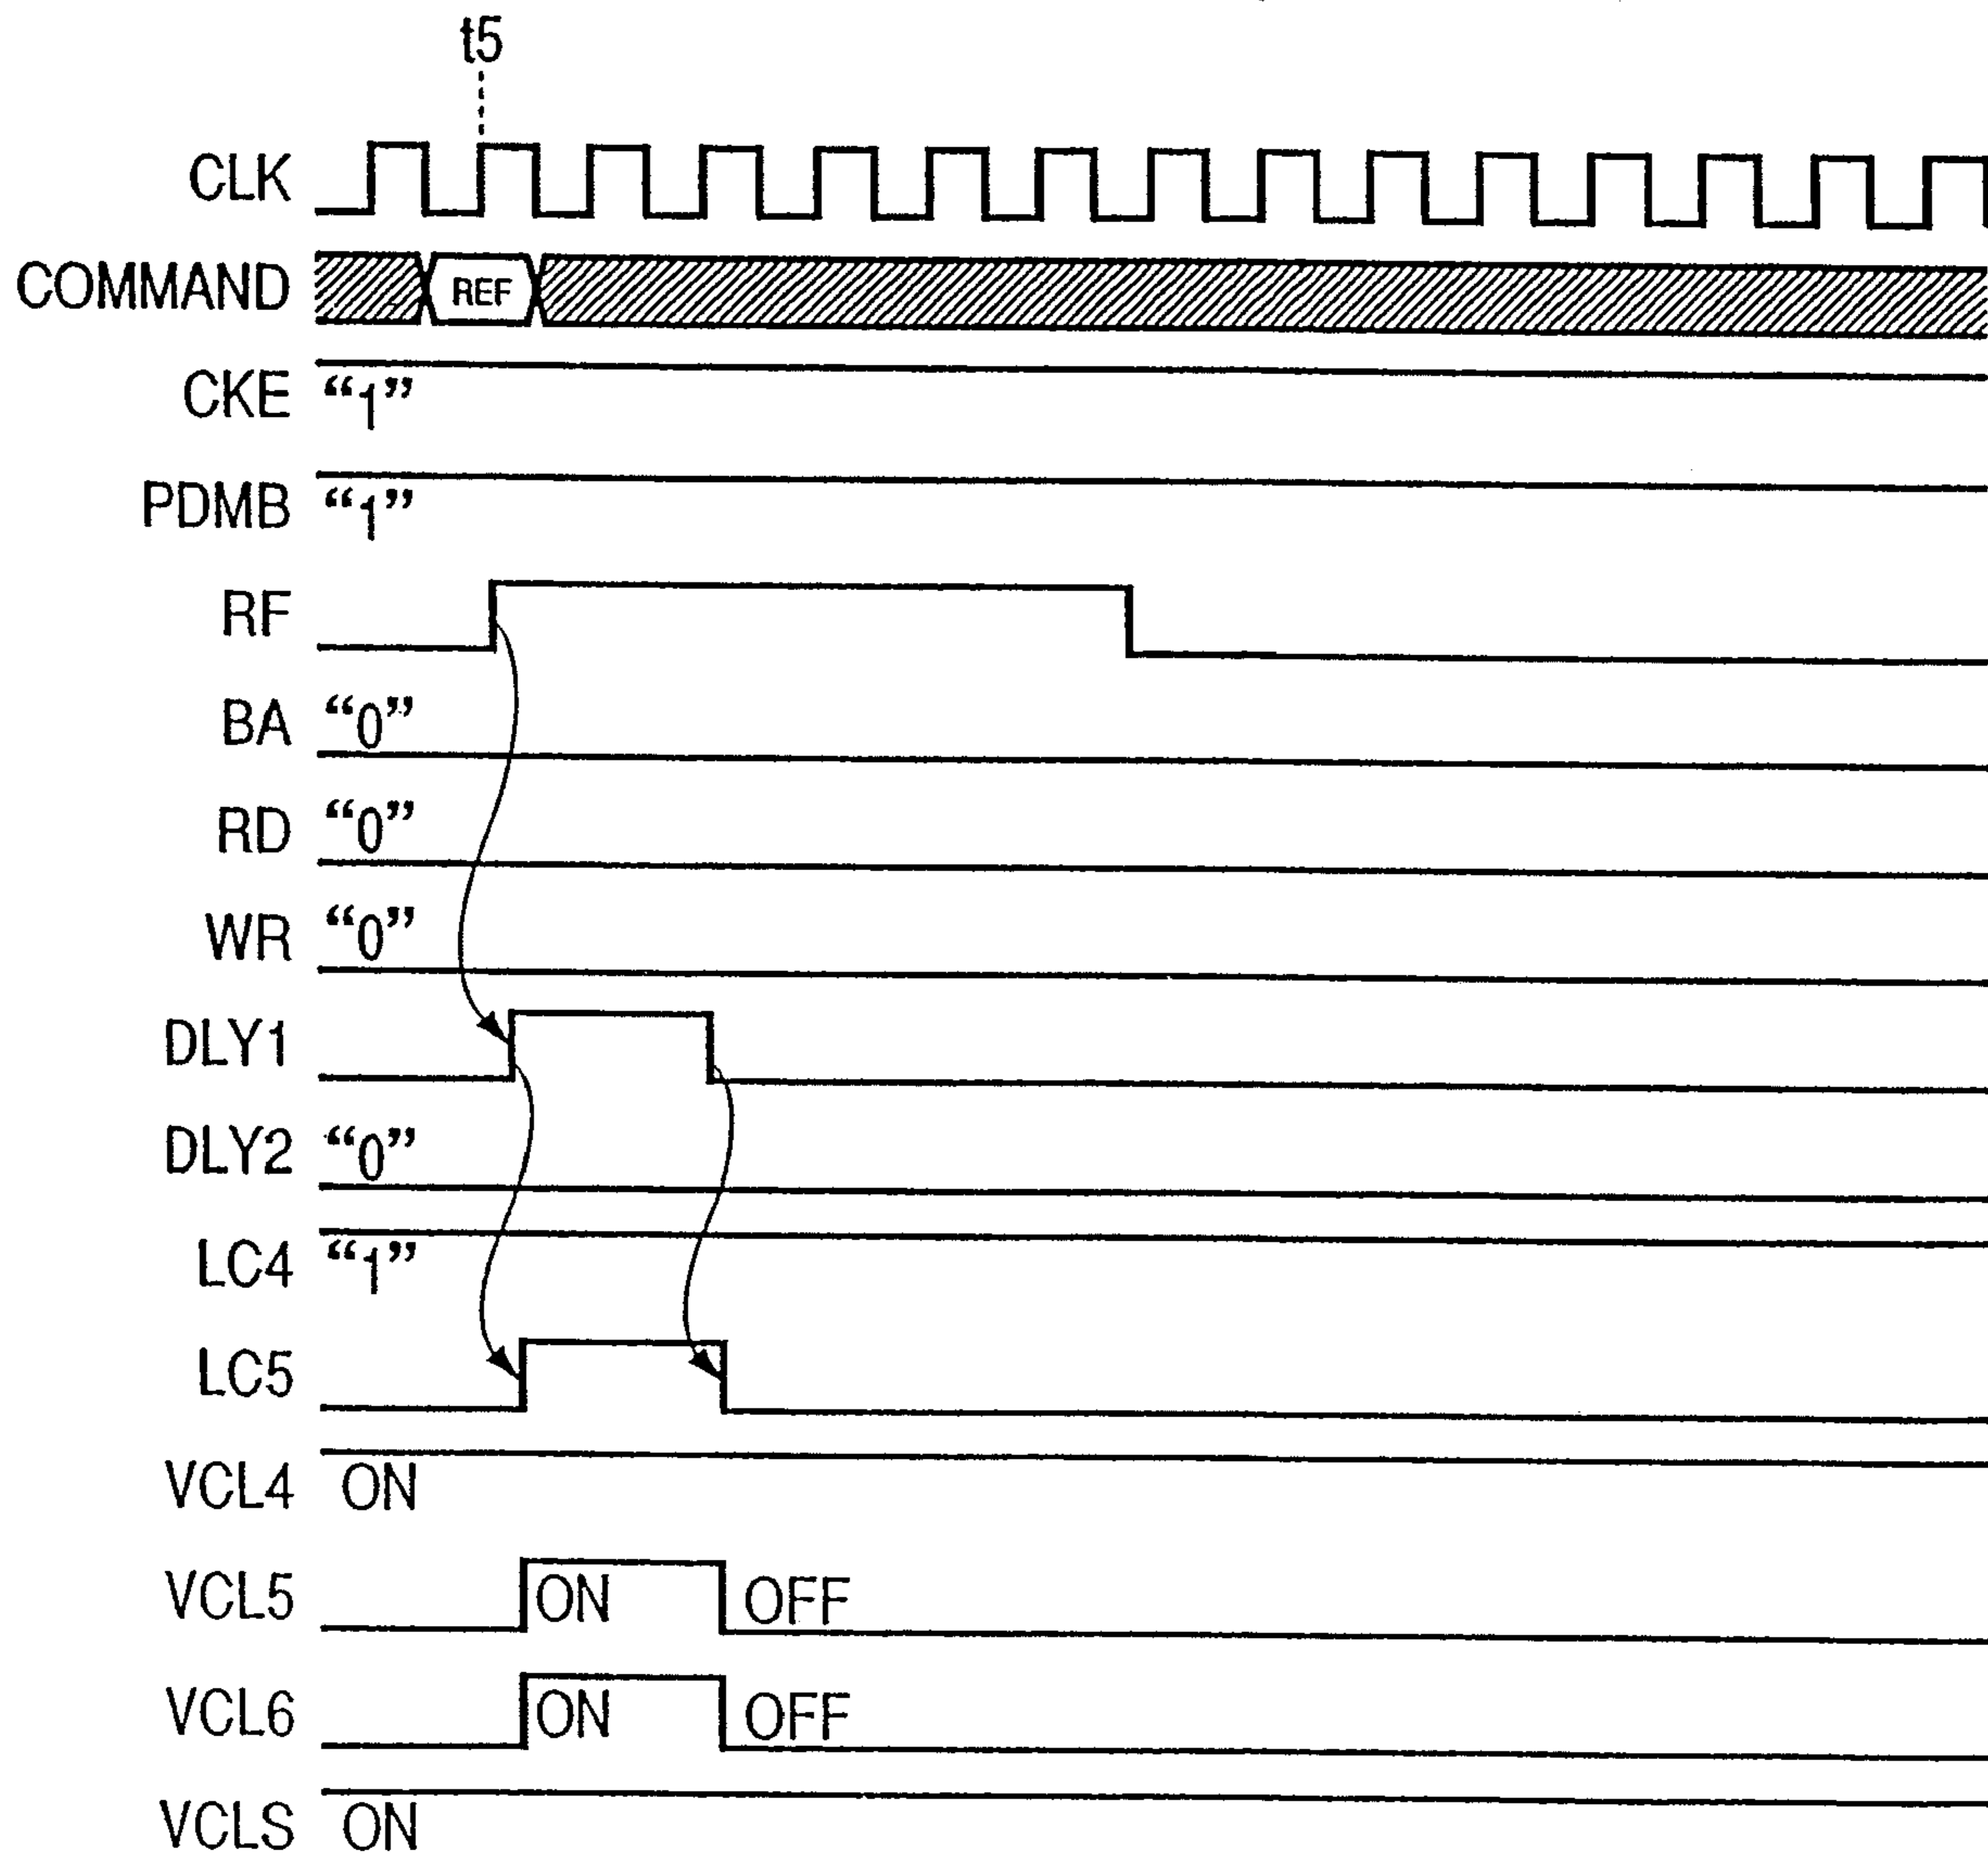 t5
CLK
COMMAND REF
CKE “1”
PDMB “1”
RF
BA “0”
RD “0”
WR “0”
DLY1
DLY2 “0”
LC4 “1”
LC5
VCL4 ON
VCL5 ON OFF
VCL6 ON OFF
VCLS ON